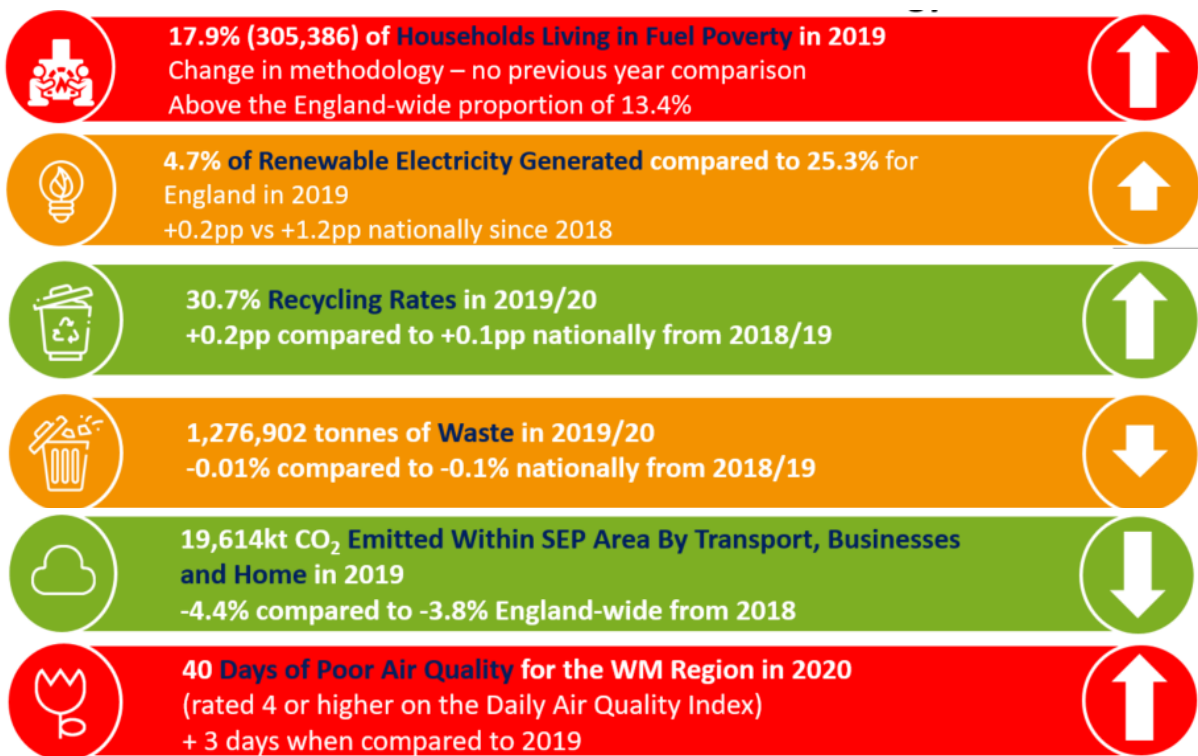 17.9% (305,386) of Households Living in Fuel Poverty in 2019
Change in methodology – no previous year comparison
Above the England-wide proportion of 13.4%
4.7% of Renewable Electricity Generated compared to 25.3% for
England in 2019
+0.2pp vs +1.2pp nationally since 2018
30.7% Recycling Rates in 2019/20
+0.2pp compared to +0.1pp nationally from 2018/19
1,276,902 tonnes of Waste in 2019/20
-0.01% compared to -0.1% nationally from 2018/19
19,614kt CO₂ Emitted Within SEP Area By Transport, Businesses
and Home in 2019
-4.4% compared to -3.8% England-wide from 2018
40 Days of Poor Air Quality for the WM Region in 2020
(rated 4 or higher on the Daily Air Quality Index)
+ 3 days when compared to 2019